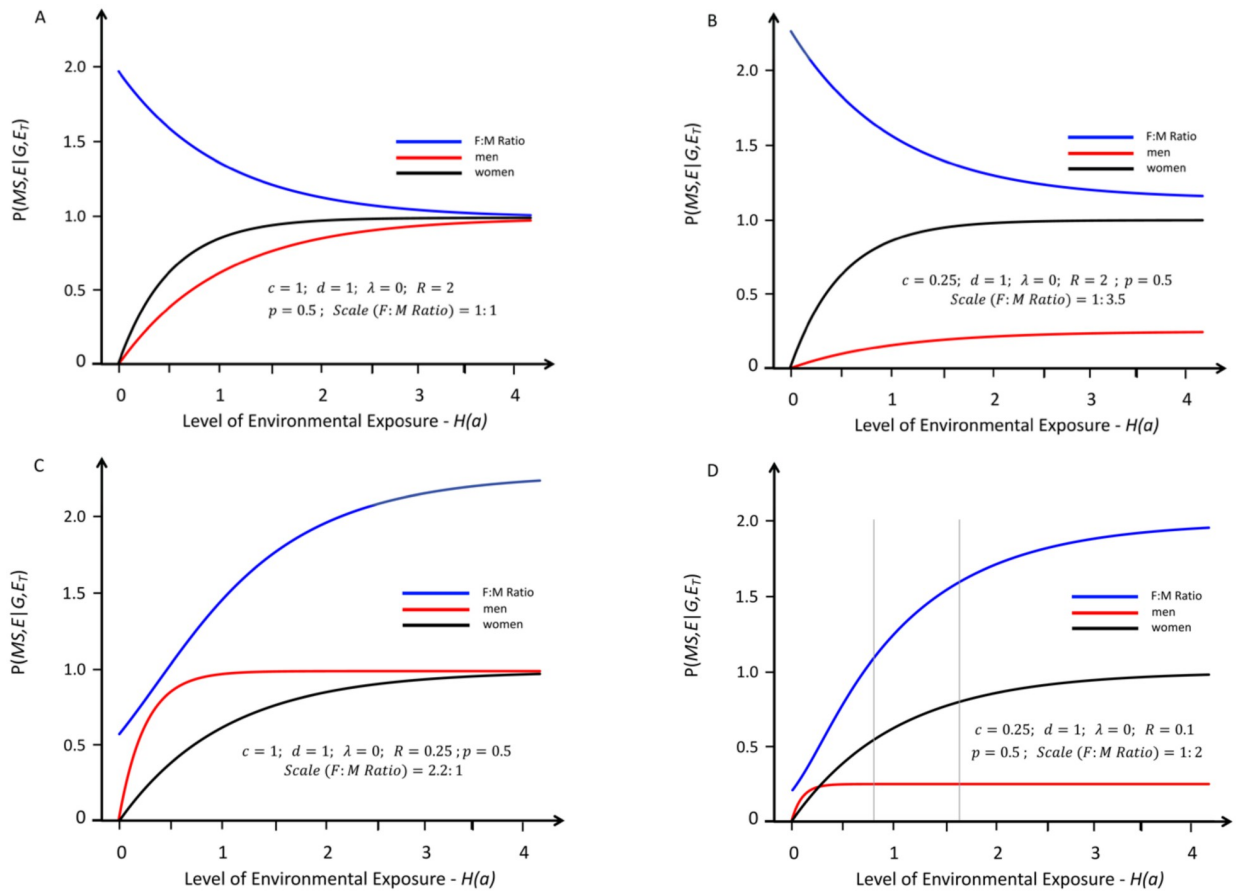 A
P(MS,E|G,E_T)
2.0
1.5
1.0
0.5
0
F:M Ratio
men
women
c = 1; d = 1; λ = 0; R = 2
p = 0.5; Scale (F:M Ratio) = 1:1
0 1 2 3 4
Level of Environmental Exposure - H(a)
B
P(MS,E|G,E_T)
2.0
1.5
1.0
0.5
0
F:M Ratio
men
women
c = 0.25; d = 1; λ = 0; R = 2 ; p = 0.5
Scale (F:M Ratio) = 1:3.5
0 1 2 3 4
Level of Environmental Exposure - H(a)
C
P(MS,E|G,E_T)
2.0
1.5
1.0
0.5
0
F:M Ratio
men
women
c = 1; d = 1; λ = 0; R = 0.25 ; p = 0.5
Scale (F:M Ratio) = 2.2:1
0 1 2 3 4
Level of Environmental Exposure - H(a)
D
P(MS,E|G,E_T)
2.0
1.5
1.0
0.5
0
F:M Ratio
men
women
c = 0.25; d = 1; λ = 0; R = 0.1
p = 0.5 ; Scale (F:M Ratio) = 1:2
0 1 2 3 4
Level of Environmental Exposure - H(a)